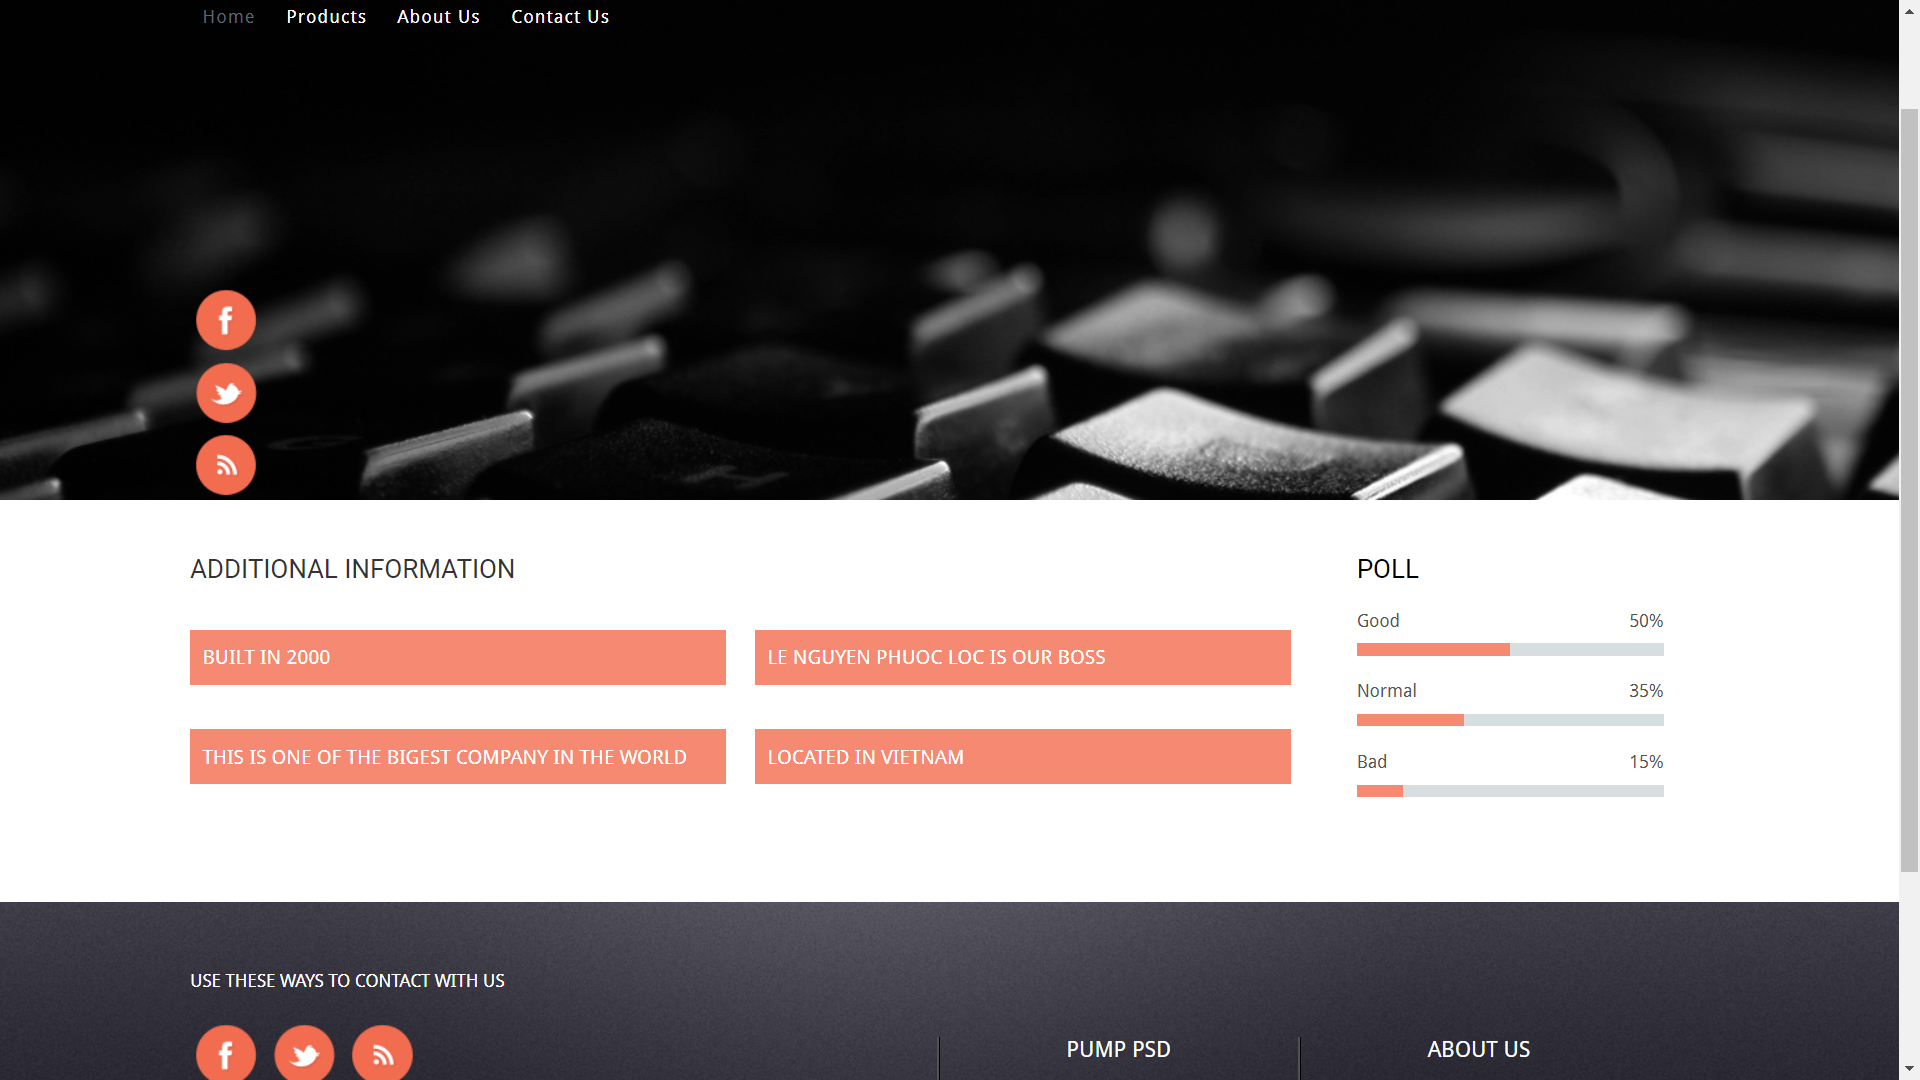 Home Products About Us Contact Us
ADDITIONAL INFORMATION
BUILT IN 2000
LE NGUYEN PHUOC LOC IS OUR BOSS
THIS IS ONE OF THE BIGEST COMPANY IN THE WORLD
LOCATED IN VIETNAM
POLL
Good 50%
Normal 35%
Bad 15%
USE THESE WAYS TO CONTACT WITH US
PUMP PSD
ABOUT US